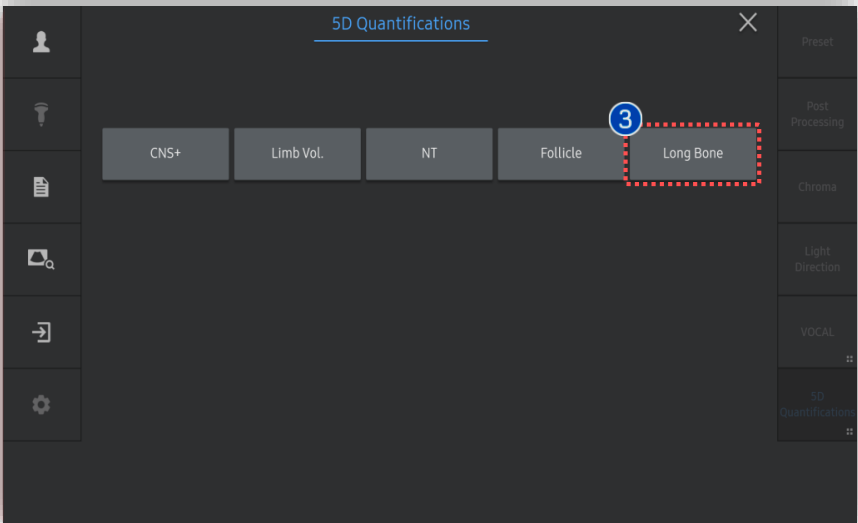 5D Quantifications
3
CNS+
Limb Vol.
NT
Follicle
Long Bone
Preset
Post
Processing
Chroma
Light
Direction
VOCAL
5D
Quantifications